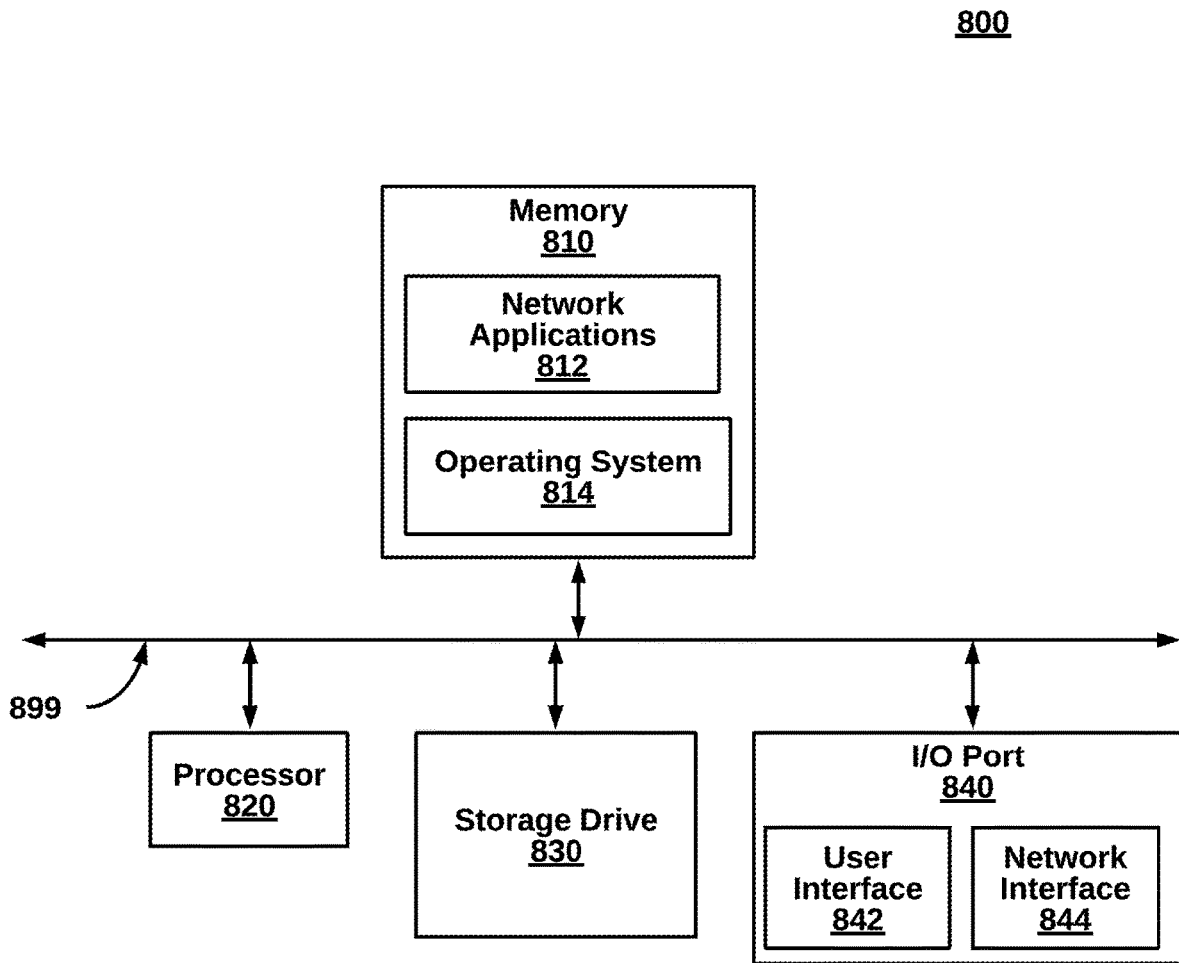 800
Memory
810
Network
Applications
812
Operating System
814
899
Processor
820
Storage Drive
830
I/O Port
840
User
Interface
842
Network
Interface
844